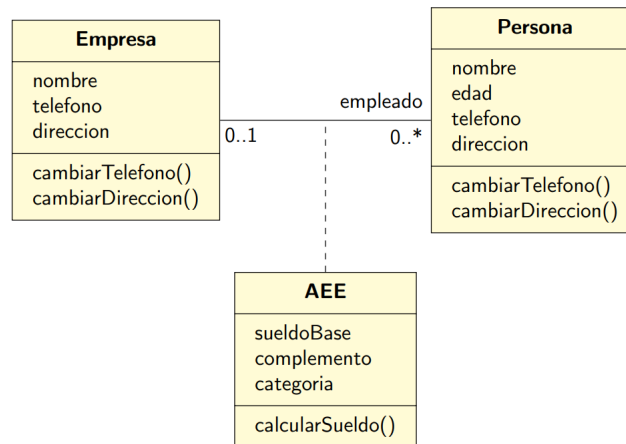 Empresa
nombre
telefono
direccion
cambiarTelefono()
cambiarDireccion()
empleado
0..1
0..*
Persona
nombre
edad
telefono
direccion
cambiarTelefono()
cambiarDireccion()
AEE
sueldoBase
complemento
categoria
calcularSueldo()